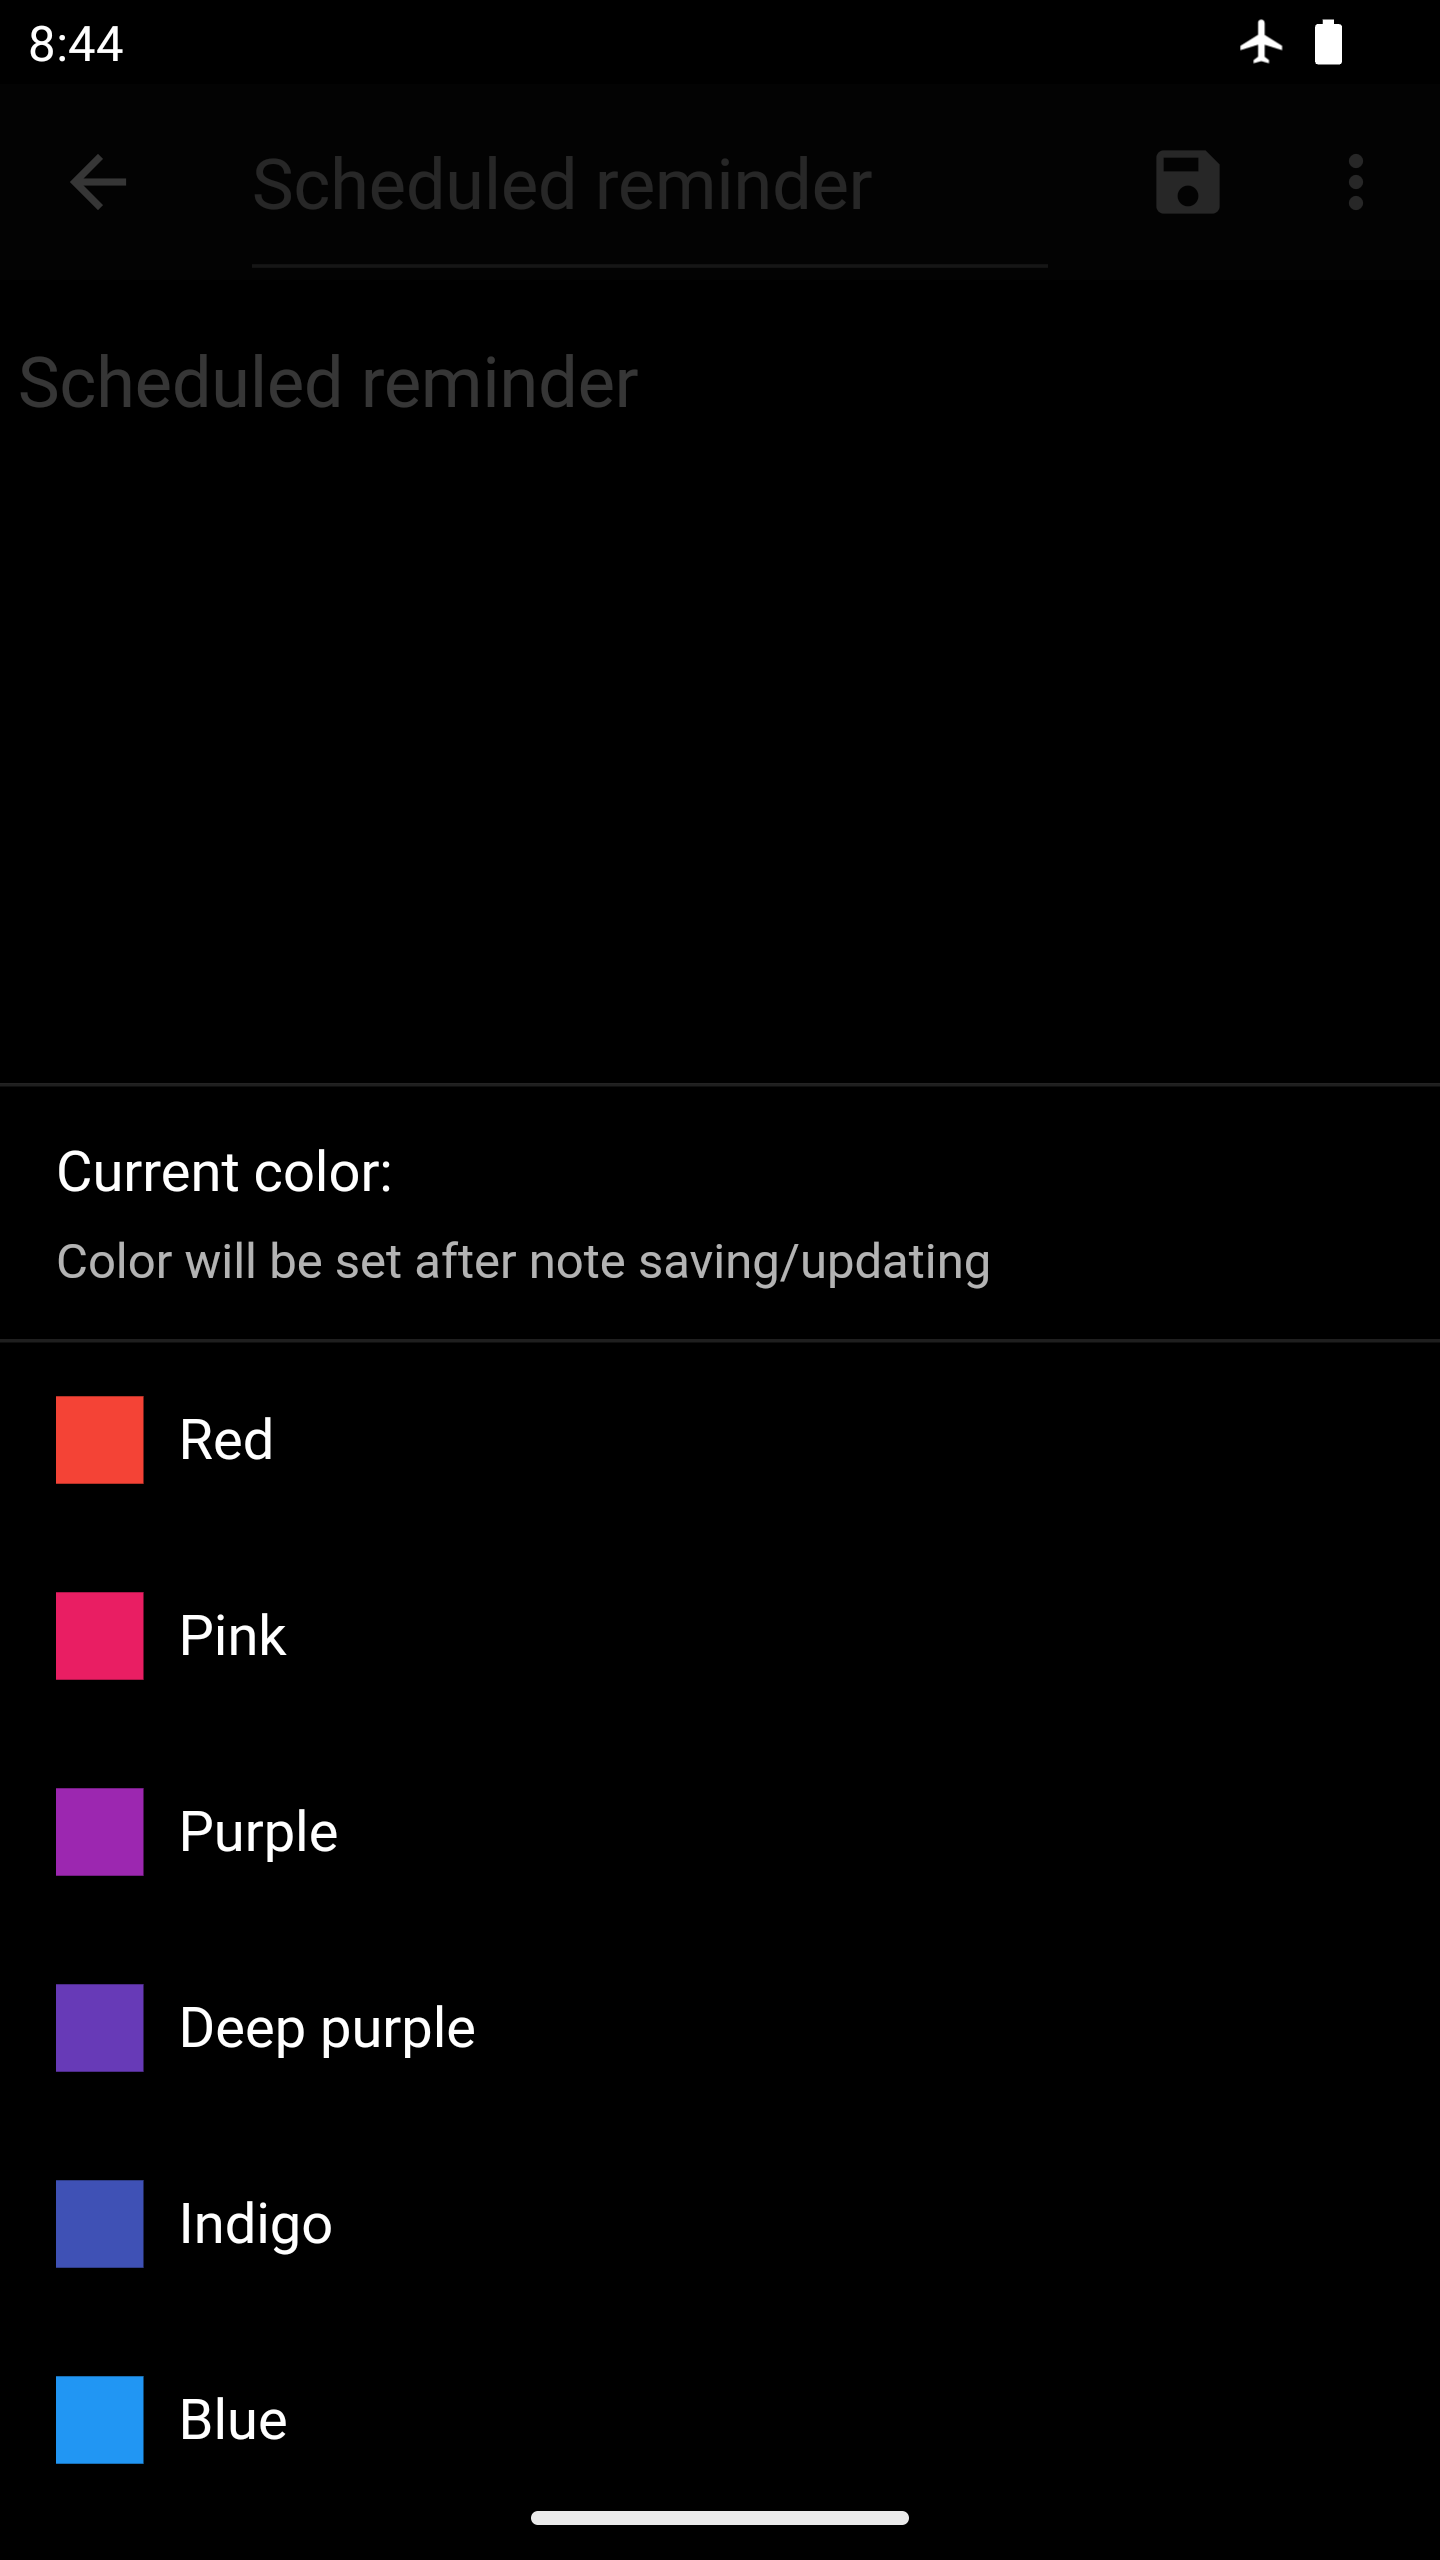 8:44
Scheduled reminder
Scheduled reminder
Current color:
Color will be set after note saving/updating
Red
Pink
Purple
Deep purple
Indigo
Blue